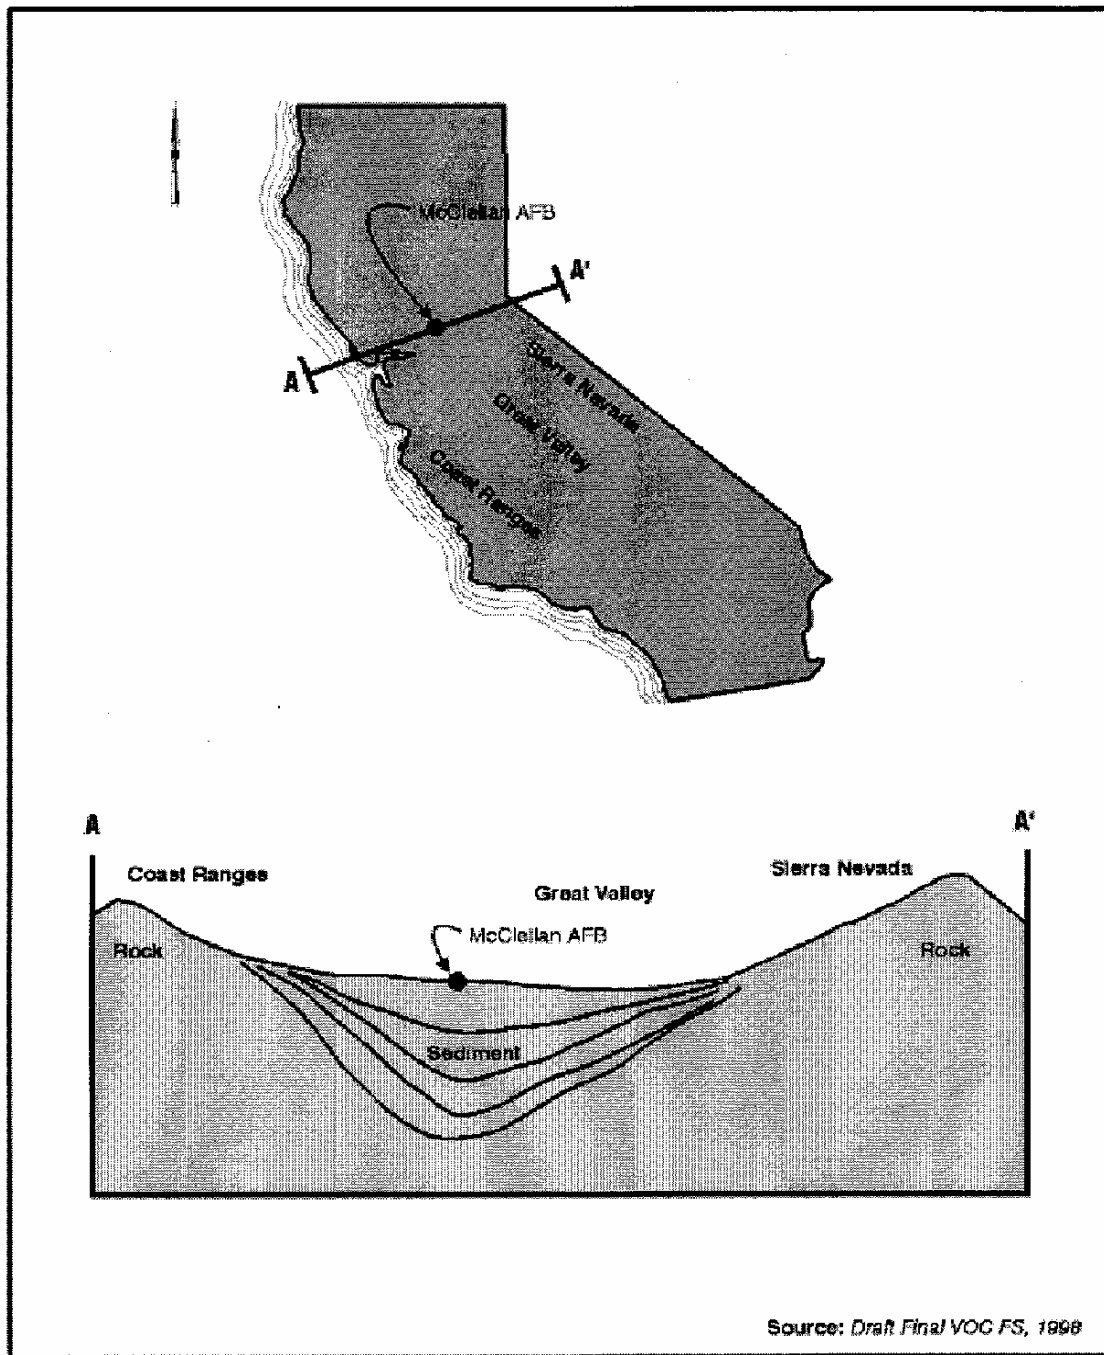 McClellan AFB
A'
A
Sierra Nevada
Great Valley
Coast Ranges
A
A'
Coast Ranges
Sierra Nevada
Great Valley
McClellan AFB
Rock
Rock
Sediment
Source: Draft Final VOC FS, 1998